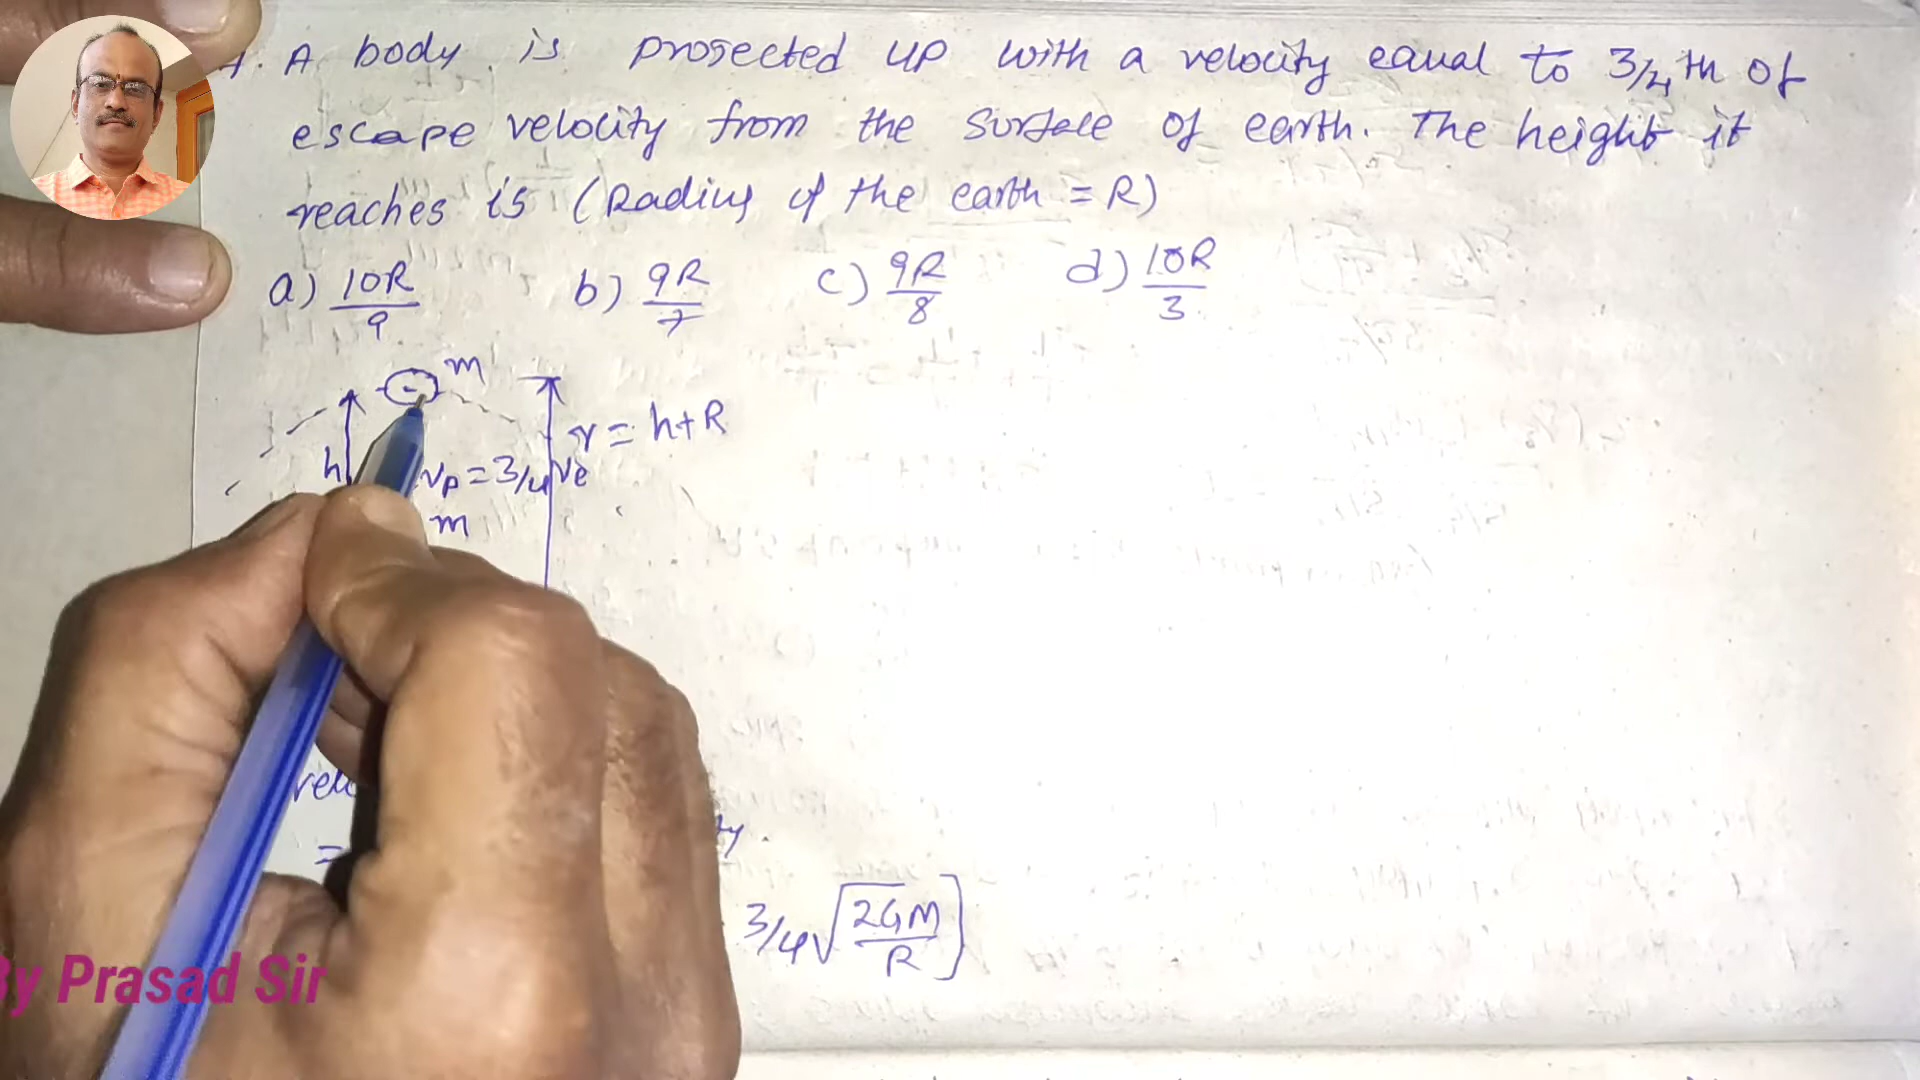 A body is projected up with a velocity equal to 3/4 th of
escape velocity from the surface of earth. The height it
reaches is (Radius of the earth = R)
a) 10R/9 b) 9R/7 c) 9R/8 d) 10R/3
m
r = h+R
h
Vp = 3/4 Ve
m
=
3/4 √(2GM/R)]
By Prasad Sir